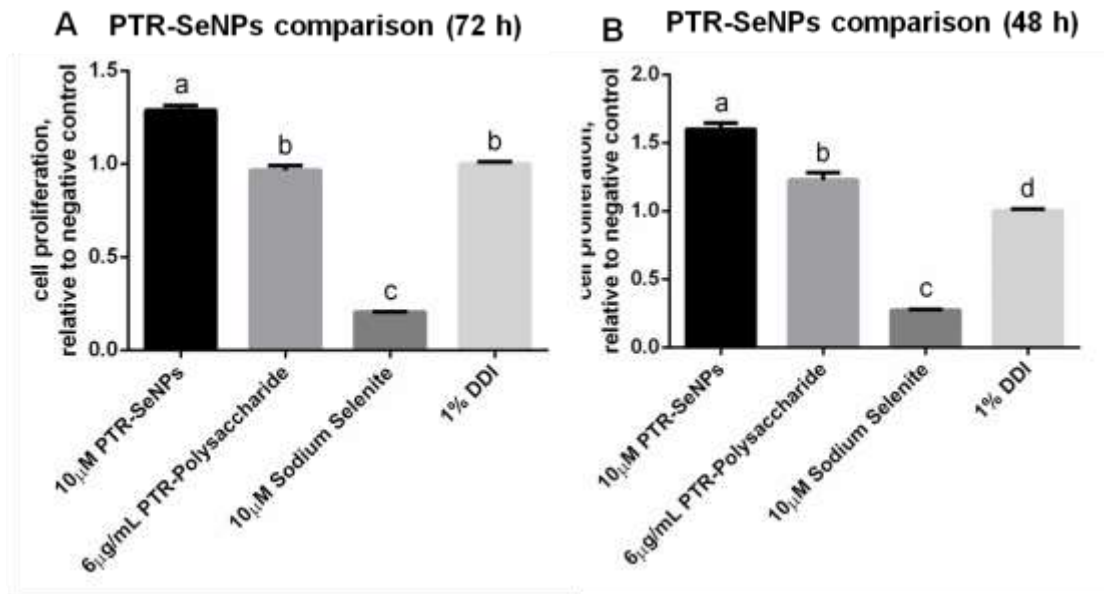 A PTR-SeNPs comparison (72 h)
cell proliferation,
relative to negative control
1.5
1.0
0.5
0.0
a
b
c
b
10μM PTR-SeNPs
6μg/mL PTR-Polysaccharide
10μM Sodium Selenite
1% DDI
B PTR-SeNPs comparison (48 h)
cell proliferation,
relative to negative control
2.0
1.5
1.0
0.5
0.0
a
b
c
d
10μM PTR-SeNPs
6μg/mL PTR-Polysaccharide
10μM Sodium Selenite
1% DDI